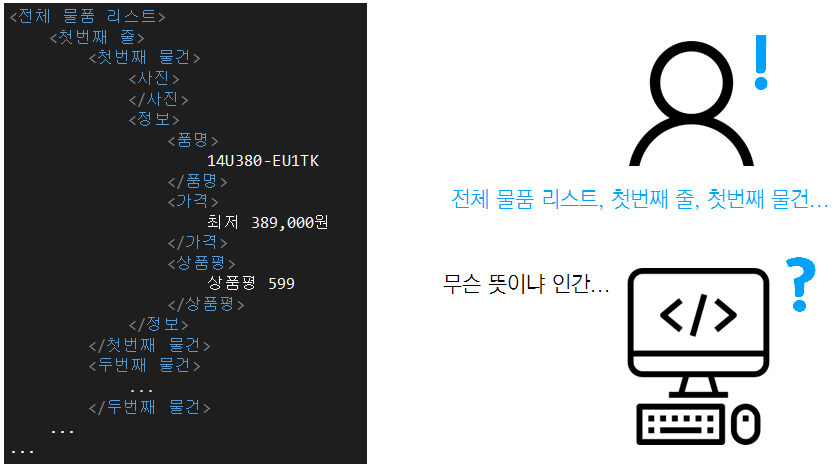 <전체 물품 리스트>
<첫번째 줄>
<첫번째 물건>
<사진>
</사진>
<정보>
<품명>
14U380-EU1TK
</품명>
<가격>
최저 389,000원
</가격>
<상품평>
상품평 599
</상품평>
</정보>
</첫번째 물건>
<두번째 물건>
...
</두번째 물건>
...
...
!
전체 물품 리스트, 첫번째 줄, 첫번째 물건...
무슨 뜻이냐 인간...
?
</>